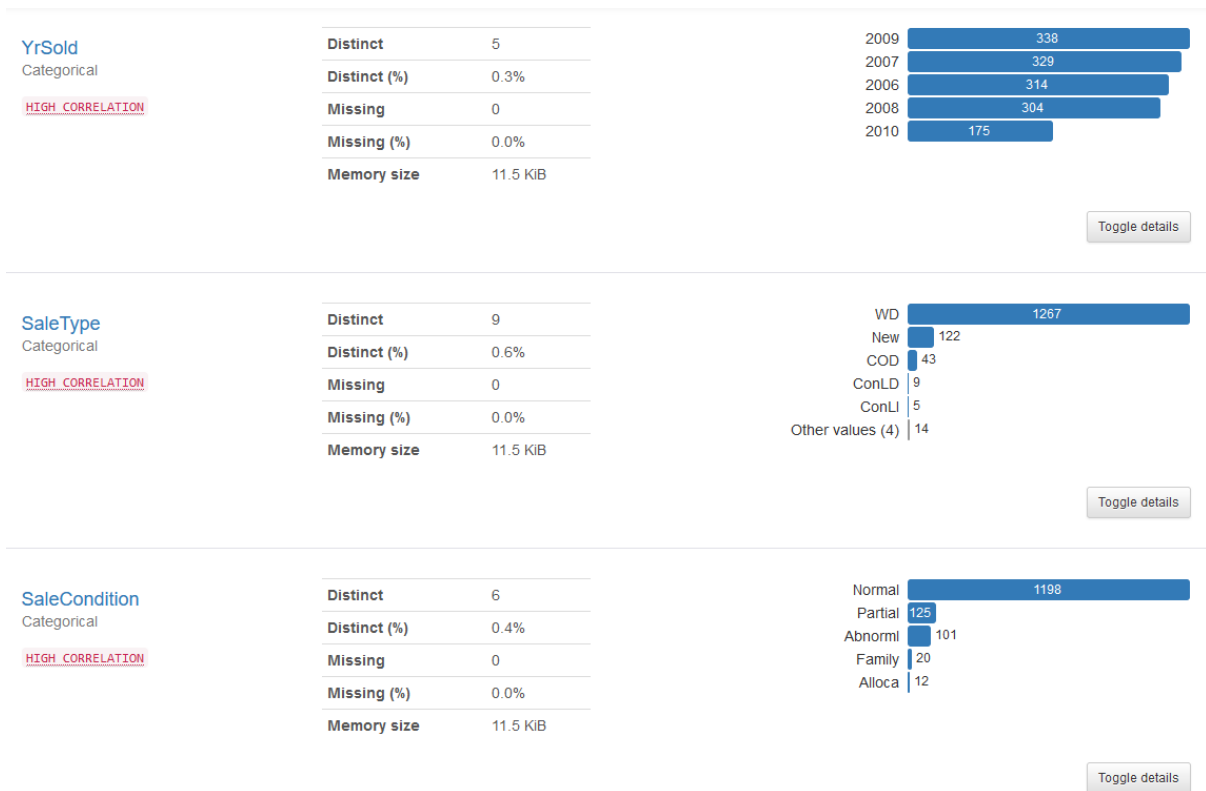 YrSold
Categorical
HIGH CORRELATION
Distinct 5
Distinct (%) 0.3%
Missing 0
Missing (%) 0.0%
Memory size 11.5 KiB
2009 338
2007 329
2006 314
2008 304
2010 175
Toggle details
SaleType
Categorical
HIGH CORRELATION
Distinct 9
Distinct (%) 0.6%
Missing 0
Missing (%) 0.0%
Memory size 11.5 KiB
WD 1267
New 122
COD 43
ConLD 9
ConLI 5
Other values (4) 14
Toggle details
SaleCondition
Categorical
HIGH CORRELATION
Distinct 6
Distinct (%) 0.4%
Missing 0
Missing (%) 0.0%
Memory size 11.5 KiB
Normal 1198
Partial 125
Abnorml 101
Family 20
Alloca 12
Toggle details